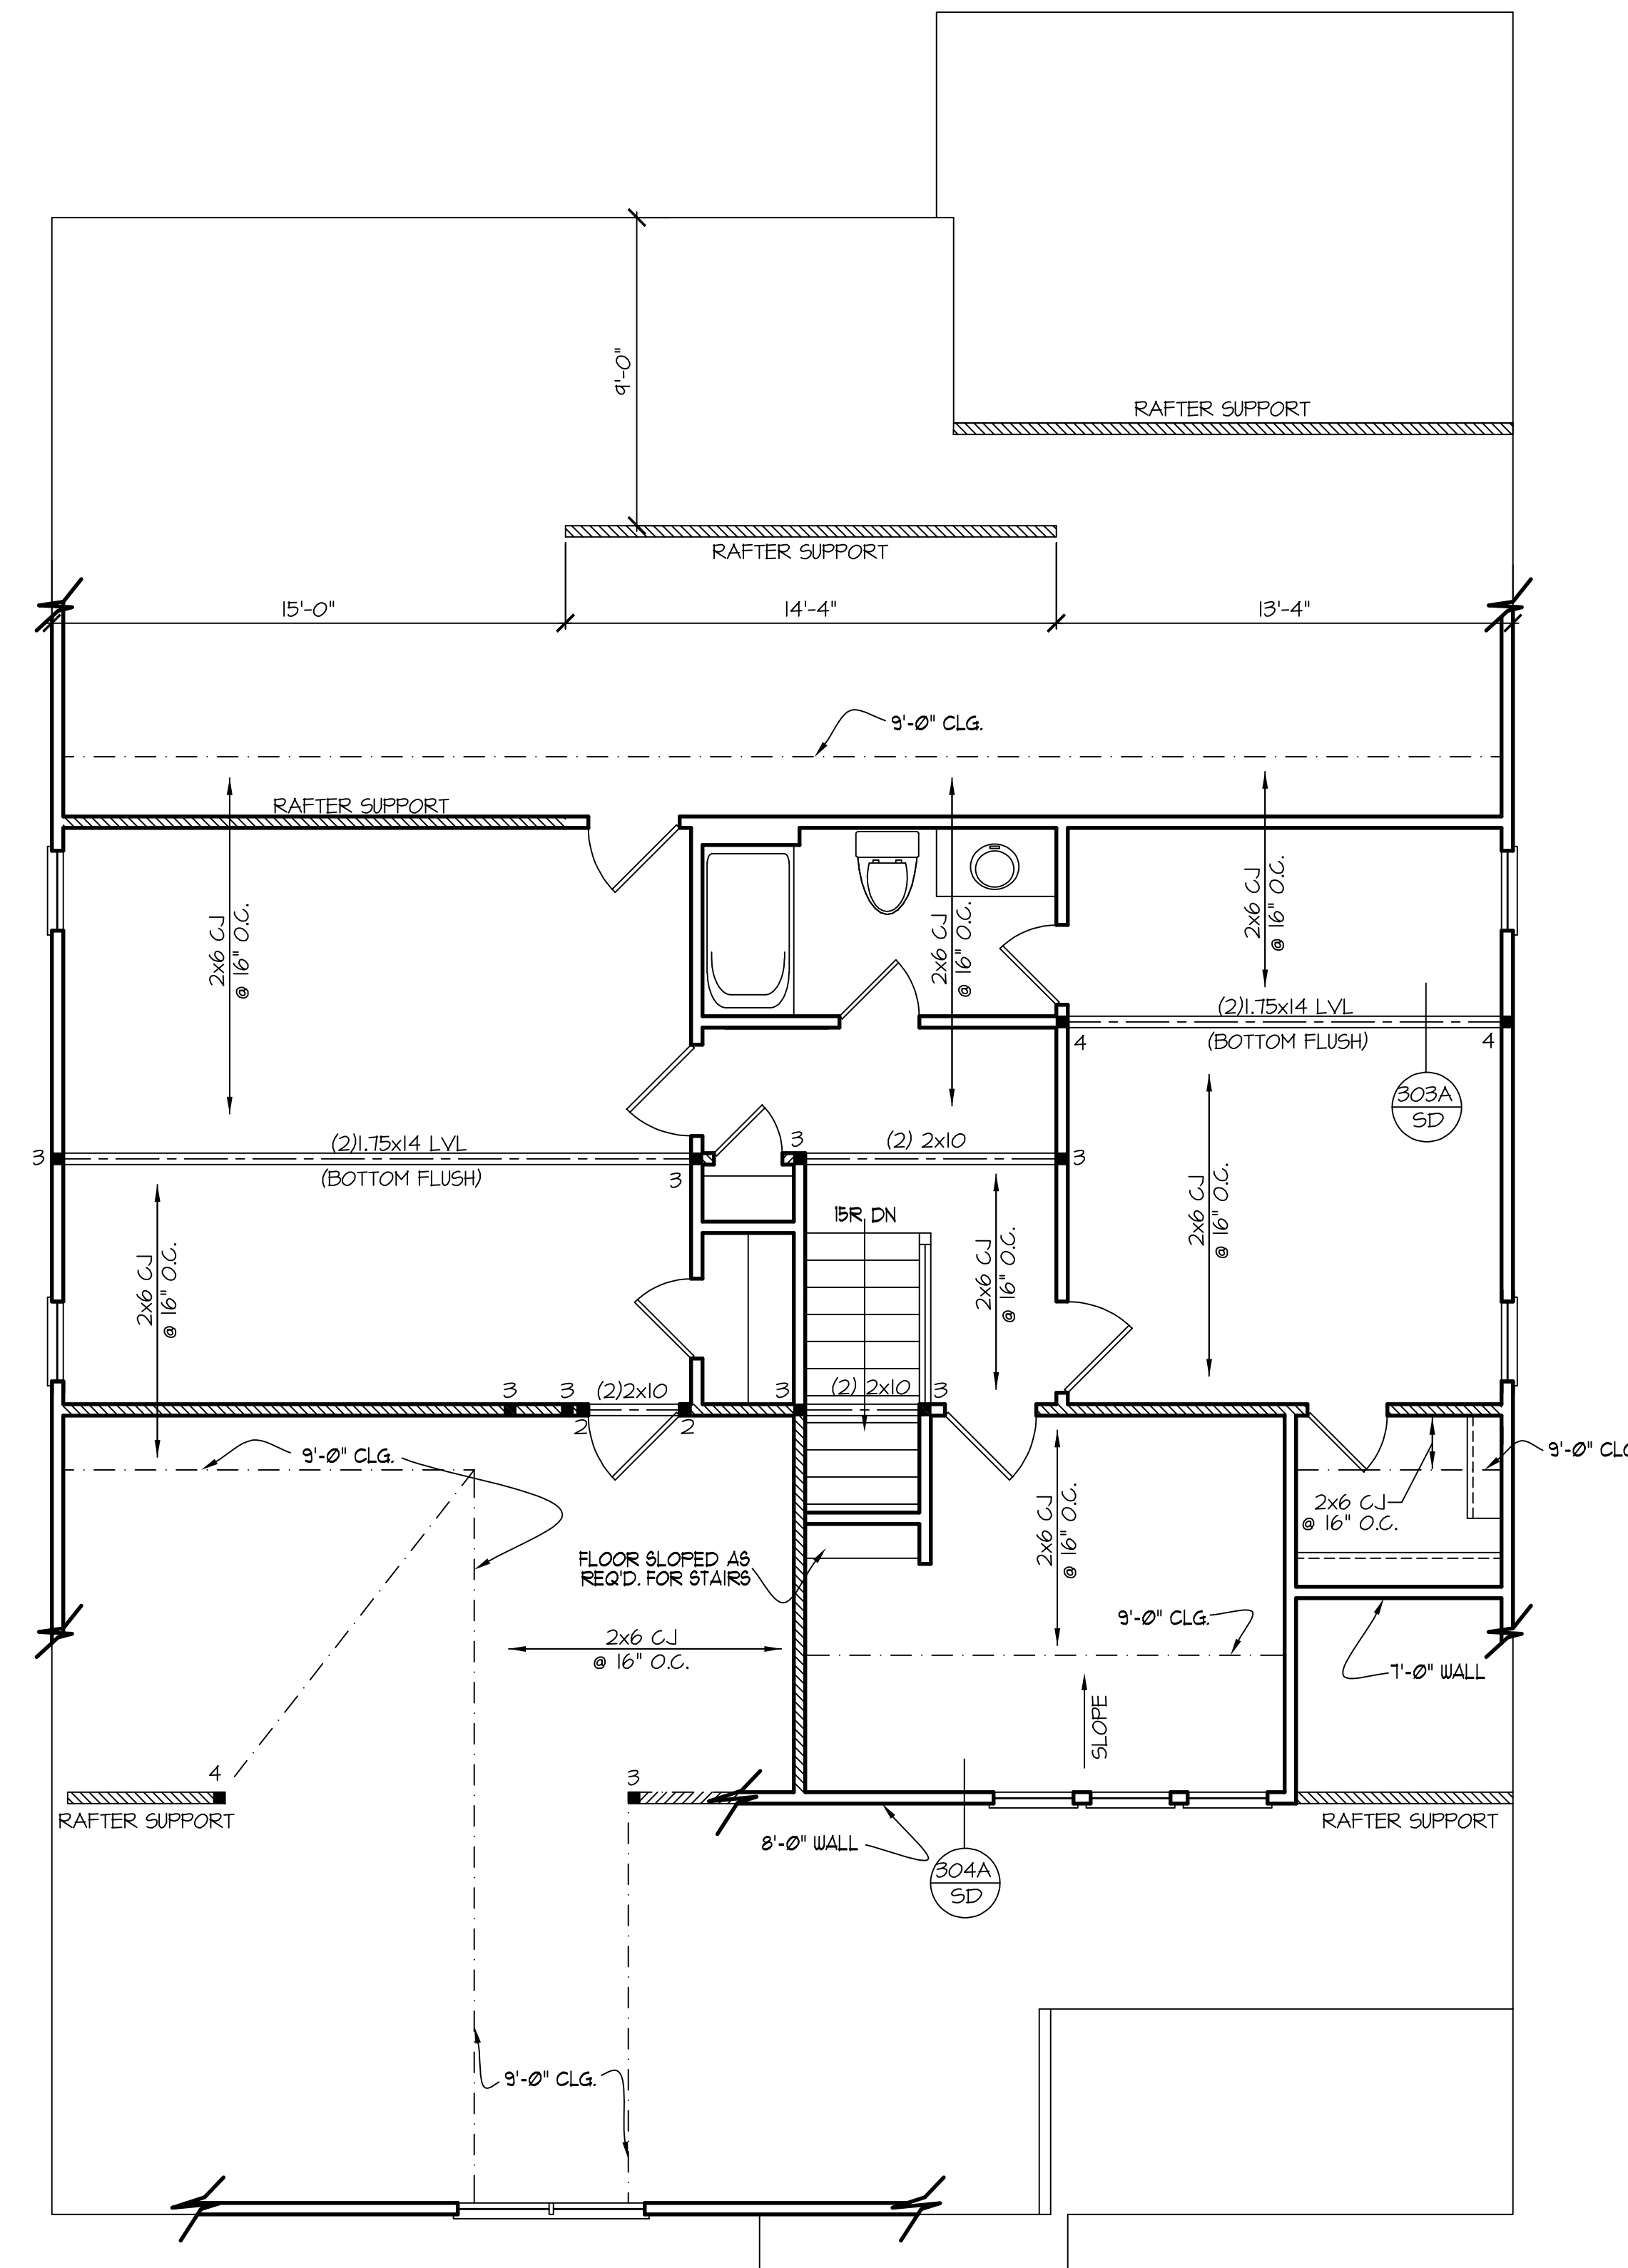 RAFTER SUPPORT
9'-0"
RAFTER SUPPORT
15'-0"
14'-4"
13'-4"
9'-0" CLG.
RAFTER SUPPORT
2x6 CJ
@ 16" O.C.
2x6 CJ
@ 16" O.C.
2x6 CJ
@ 16" O.C.
(2)1.75x14 LVL
(BOTTOM FLUSH)
4
4
303A
SD
3
(2)1.75x14 LVL
(BOTTOM FLUSH)
3
3
(2) 2x10
3
2x6 CJ
@ 16" O.C.
15R DN
2x6 CJ
@ 16" O.C.
2x6 CJ
@ 16" O.C.
3
3
(2)2x10
2
2
3
(2) 2x10
3
9'-0" CLG.
9'-0" CLG
2x6 CJ
@ 16" O.C.
2x6 CJ
@ 16" O.C.
FLOOR SLOPED AS
REQ'D. FOR STAIRS
2x6 CJ
@ 16" O.C.
9'-0" CLG.
7'-0" WALL
SLOPE
4
RAFTER SUPPORT
3
8'-0" WALL
RAFTER SUPPORT
304A
SD
9'-0" CLG.